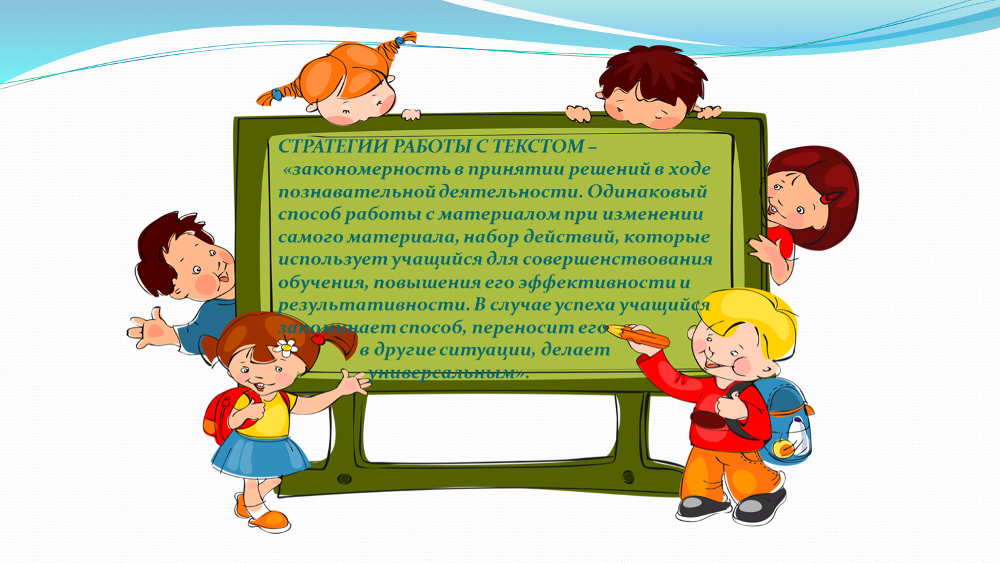 СТРАТЕГИИ РАБОТЫ С ТЕКСТОМ –
«закономерность в принятии решений в ходе
познавательной деятельности. Одинаковый
способ работы с материалом при изменении
самого материала, набор действий, которые
использует учащийся для совершенствования
обучения, повышения его эффективности и
результативности. В случае успеха учащийся
запоминает способ, переносит его
в другие ситуации, делает
универсальным».